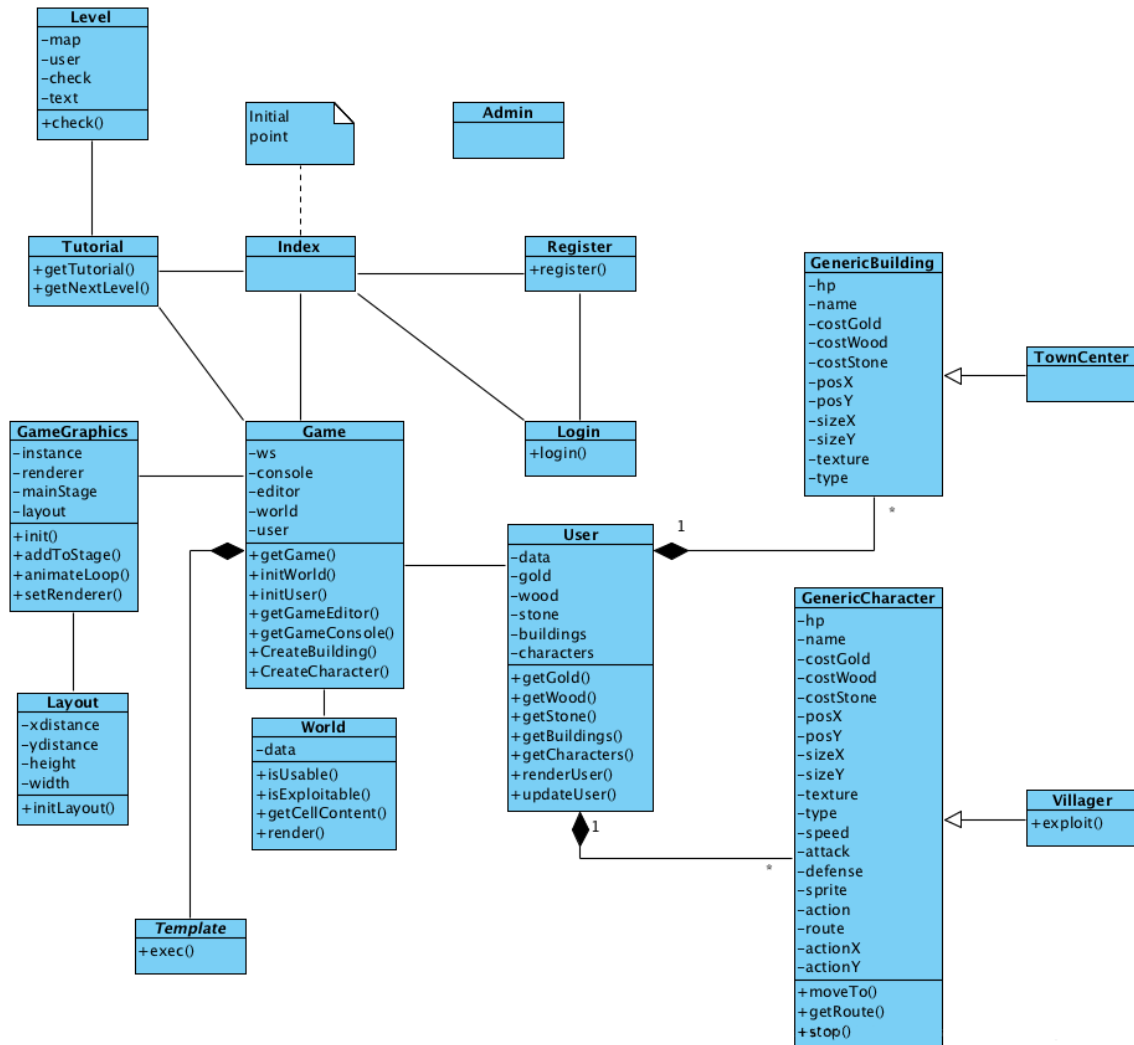 Level
-map
-user
-check
-text
+check()
Initial
point
Admin
Tutorial
+getTutorial()
+getNextLevel()
Index
Register
+register()
GenericBuilding
-hp
-name
-costGold
-costWood
-costStone
-posX
-posY
-sizeX
-sizeY
-texture
-type
TownCenter
GameGraphics
-instance
-renderer
-mainStage
-layout
+init()
+addToStage()
+animateLoop()
+setRenderer()
Game
-ws
-console
-editor
-world
-user
+getGame()
+initWorld()
+initUser()
+getGameEditor()
+getGameConsole()
+CreateBuilding()
+CreateCharacter()
Login
+login()
User
-data
-gold
-wood
-stone
-buildings
-characters
+getGold()
+getWood()
+getStone()
+getBuildings()
+getCharacters()
+renderUser()
+updateUser()
1
*
1
*
GenericCharacter
-hp
-name
-costGold
-costWood
-costStone
-posX
-posY
-sizeX
-sizeY
-texture
-type
-speed
-attack
-defense
-sprite
-action
-route
-actionX
-actionY
+moveTo()
+getRoute()
+stop()
Villager
+exploit()
Layout
-xdistance
-ydistance
-height
-width
+initLayout()
World
-data
+isUsable()
+isExploitable()
+getCellContent()
+render()
Template
+exec()